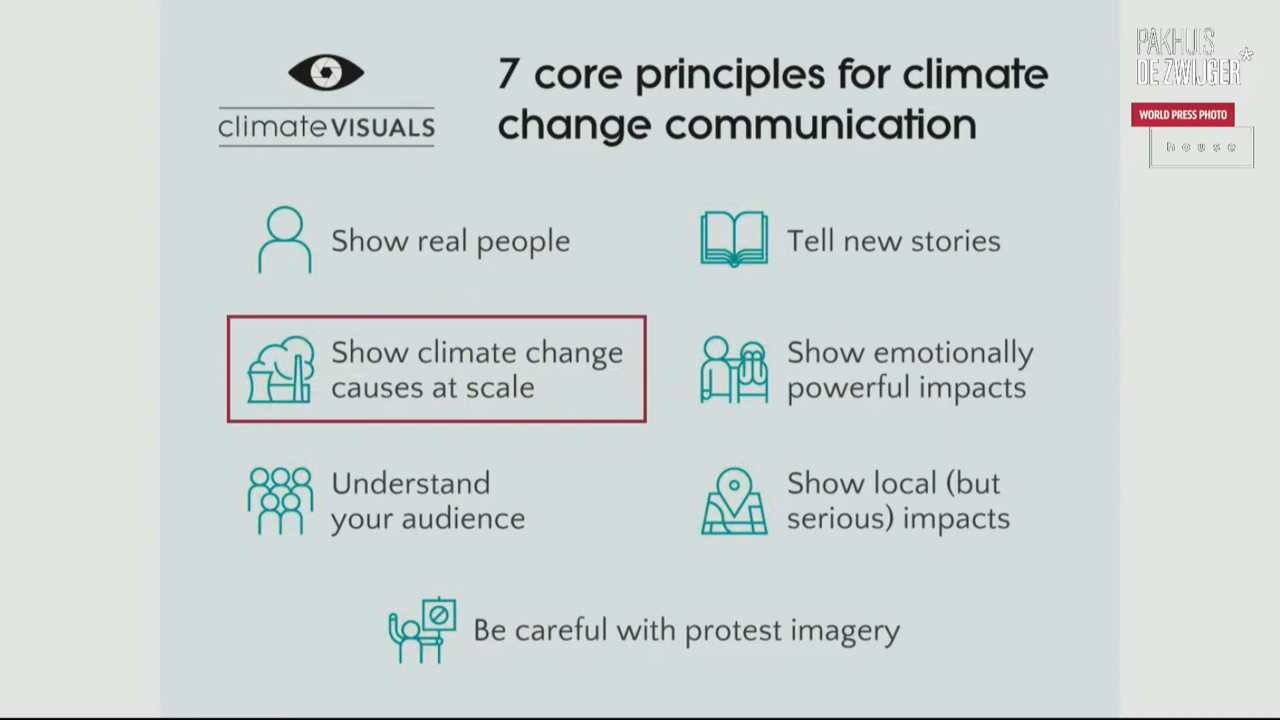 7 core principles for climate
change communication
climateVISUALS
PAKHUIS
DE ZWIJGER*
WORLD PRESS PHOTO
house
Show real people
Tell new stories
Show climate change
causes at scale
Show emotionally
powerful impacts
Understand
your audience
Show local (but
serious) impacts
Be careful with protest imagery